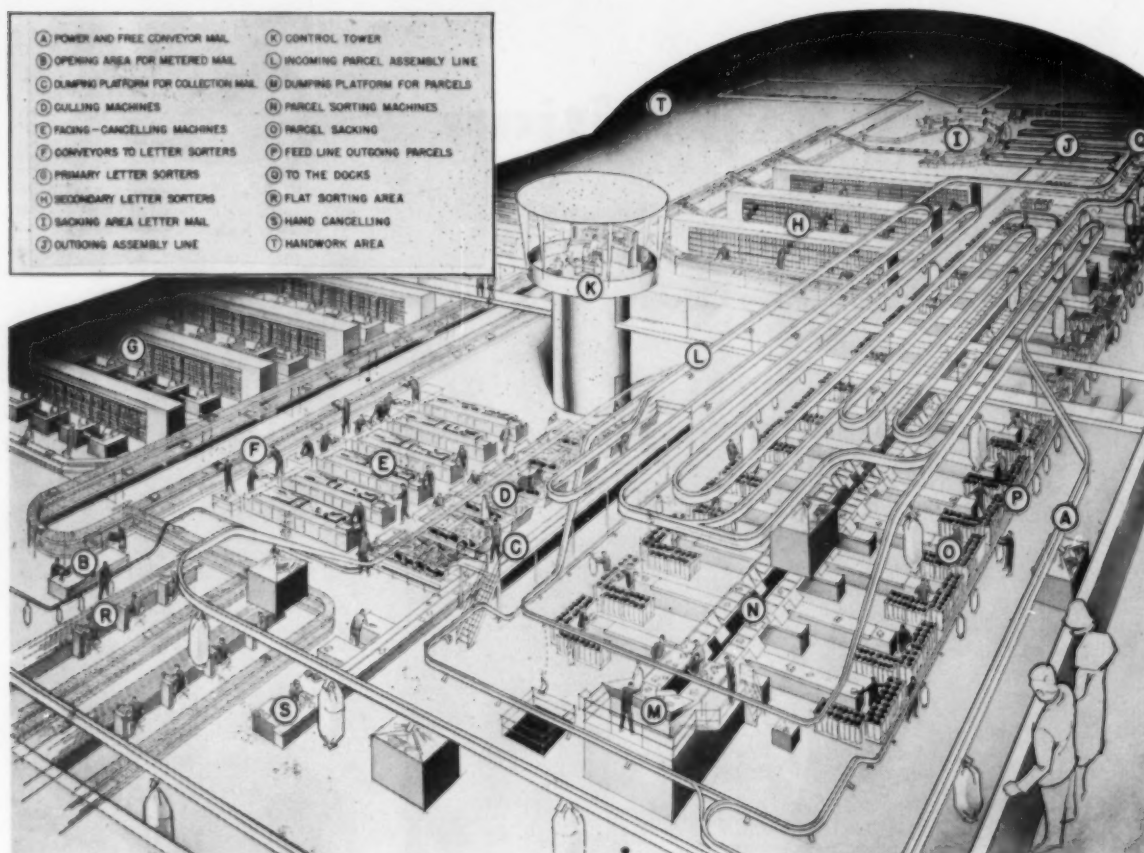 A POWER AND FREE CONVEYOR MAIL
B OPENING AREA FOR METERED MAIL
C DUMPING PLATFORM FOR COLLECTION MAIL
D CULLING MACHINES
E FACING-CANCELLING MACHINES
F CONVEYORS TO LETTER SORTERS
G PRIMARY LETTER SORTERS
H SECONDARY LETTER SORTERS
I SACKING AREA LETTER MAIL
J OUTGOING ASSEMBLY LINE
K CONTROL TOWER
L INCOMING PARCEL ASSEMBLY LINE
M DUMPING PLATFORM FOR PARCELS
N PARCEL SORTING MACHINES
O PARCEL SACKING
P FEED LINE OUTGOING PARCELS
Q TO THE DOCKS
R FLAT SORTING AREA
S HAND CANCELLING
T HANDWORK AREA
T
I
J
Q
H
K
G
L
F
E
D
C
P
A
O
B
R
N
S
M